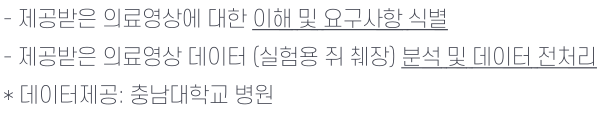 - 제공받은 의료영상에 대한 이해 및 요구사항 식별
- 제공받은 의료영상 데이터 (실험용 쥐 췌장) 분석 및 데이터 전처리
* 데이터제공: 충남대학교 병원